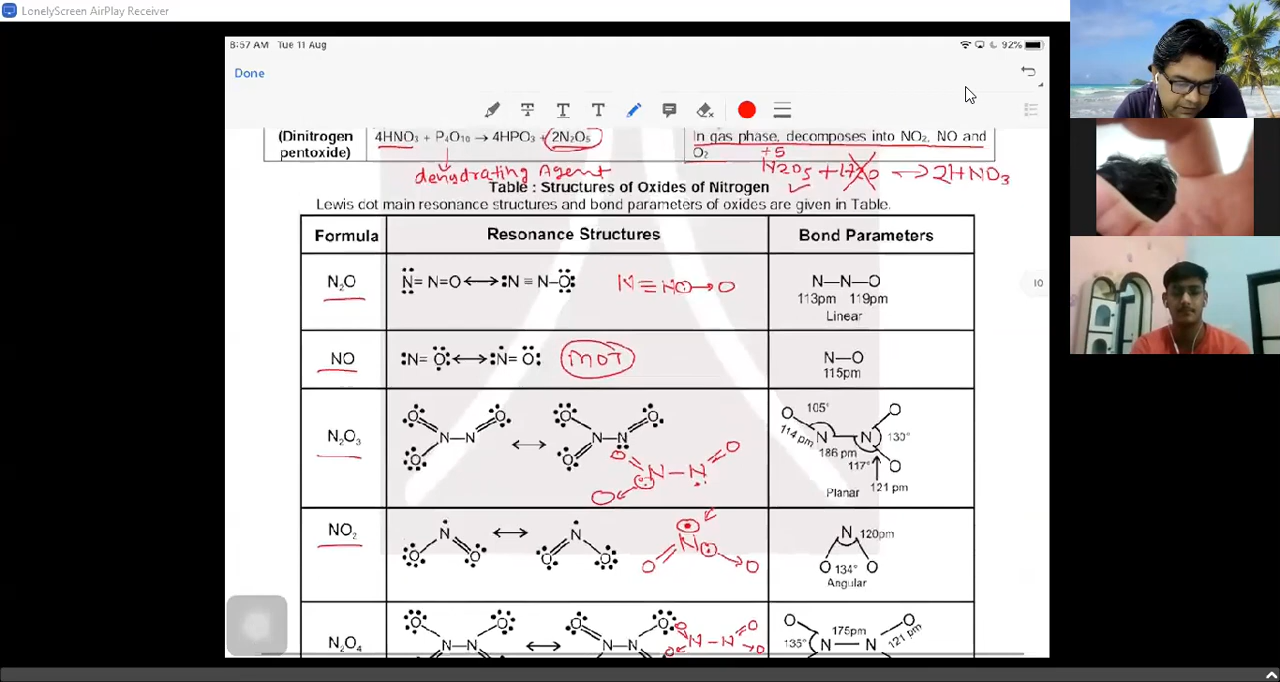 LonelyScreen AirPlay Receiver
8:57 AM Tue 11 Aug
92%
Done
(Dinitrogen pentoxide)
4HNO₃ + P₄O₁₀ → 4HPO₃ + 2N₂O₅
In gas phase, decomposes into NO₂, NO and
O₂
+5
N2O5 + H2O → 2HNO3
dehydrating Agent
Table : Structures of Oxides of Nitrogen
Lewis dot main resonance structures and bond parameters of oxides are given in Table.
Formula Resonance Structures Bond Parameters
N₂O N = N=O ↔ :N ≡ N–O: N≡N→O N—N—O
113pm 119pm
Linear
10
NO :N= O: ↔ :N= O: MOT N—O
115pm
N₂O₃ O N—N O O ↔ O N—N O O O N—N O O
O 105° O
114 pm N N 130°
186 pm
117° O
Planar 121 pm
NO₂ N O O ↔ N O O N O O
N 120pm
O 134° O
Angular
N₂O₄ O N—N O ↔ O N—N O O N—N O O O
O 175pm O
135° N — N 121 pm